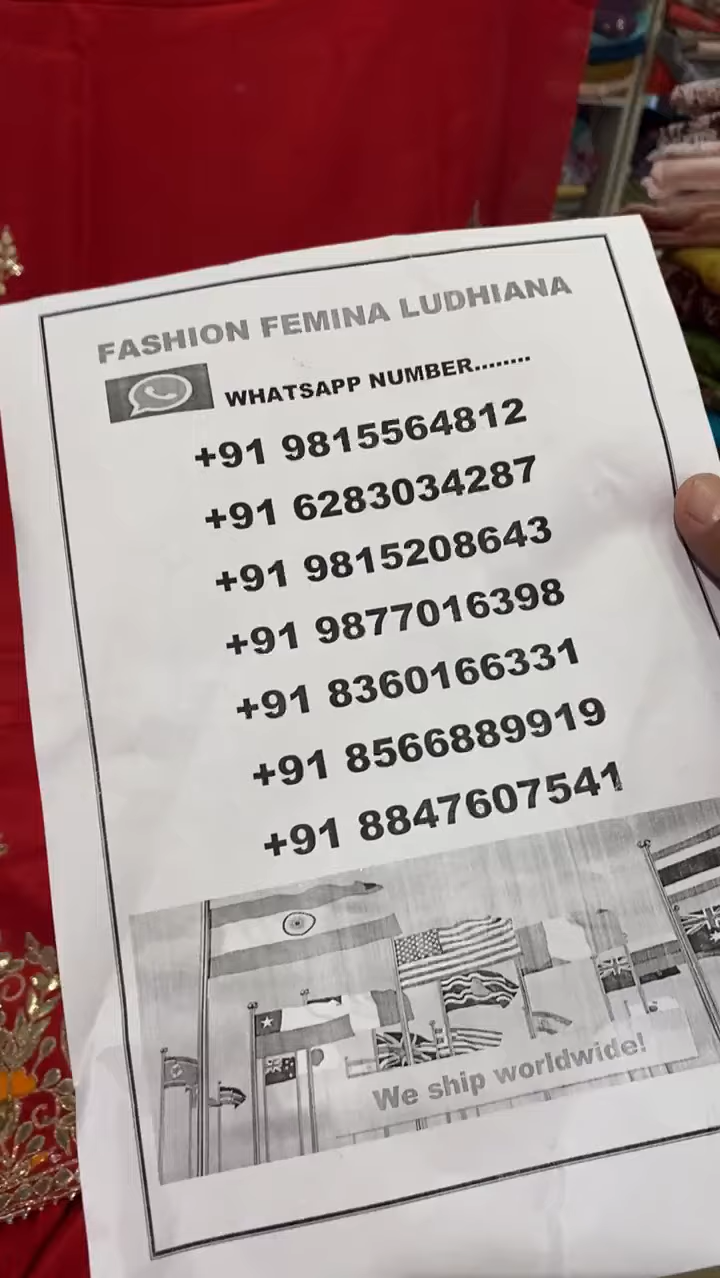 FASHION FEMINA LUDHIANA
WHATSAPP NUMBER........
+91 9815564812
+91 6283034287
+91 9815208643
+91 9877016398
+91 8360166331
+91 8566889919
+91 8847607541
We ship worldwide!